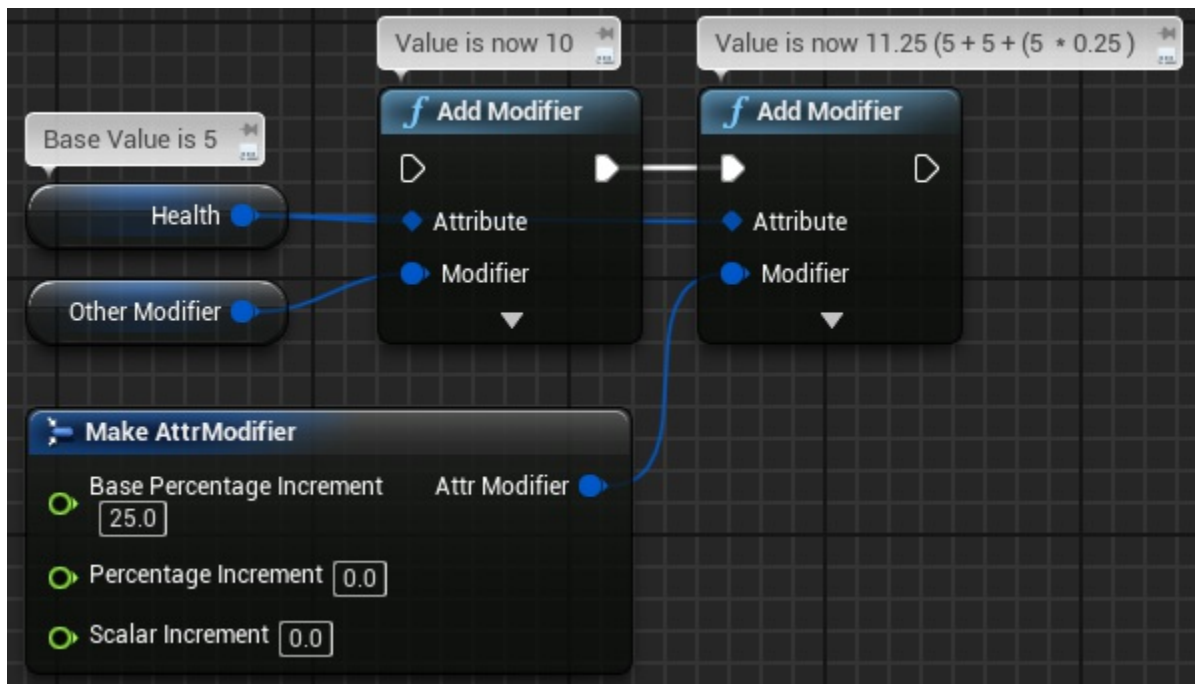 Value is now 10
Value is now 11.25 (5 + 5 + (5 * 0.25 )
Base Value is 5
f Add Modifier
f Add Modifier
Health
Attribute
Attribute
Modifier
Modifier
Other Modifier
Make AttrModifier
Base Percentage Increment
Attr Modifier
25.0
Percentage Increment 0.0
Scalar Increment 0.0